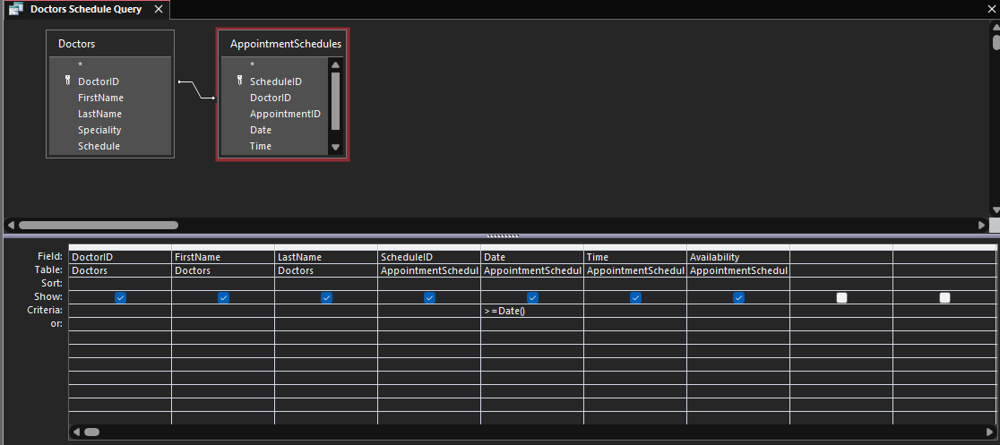 Doctors Schedule Query
Doctors
*
DoctorID
FirstName
LastName
Speciality
Schedule
AppointmentSchedules
*
ScheduleID
DoctorID
AppointmentID
Date
Time
Field: DoctorID FirstName LastName ScheduleID Date Time Availability
Table: Doctors Doctors Doctors AppointmentSchedul AppointmentSchedul AppointmentSchedul AppointmentSchedul
Sort:
Show:
Criteria: >=Date()
or: